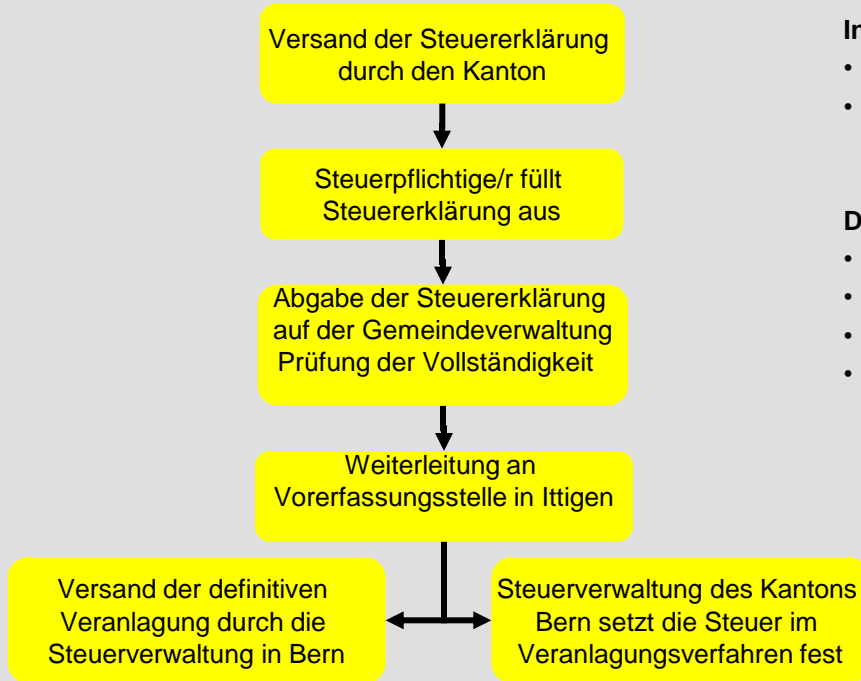 Versand der Steuererklärung
durch den Kanton
Steuerpflichtige/r füllt
Steuererklärung aus
Abgabe der Steuererklärung
auf der Gemeindeverwaltung
Prüfung der Vollständigkeit
Weiterleitung an
Vorerfassungsstelle in Ittigen
Versand der definitiven
Veranlagung durch die
Steuerverwaltung in Bern
Steuerverwaltung des Kantons
Bern setzt die Steuer im
Veranlagungsverfahren fest